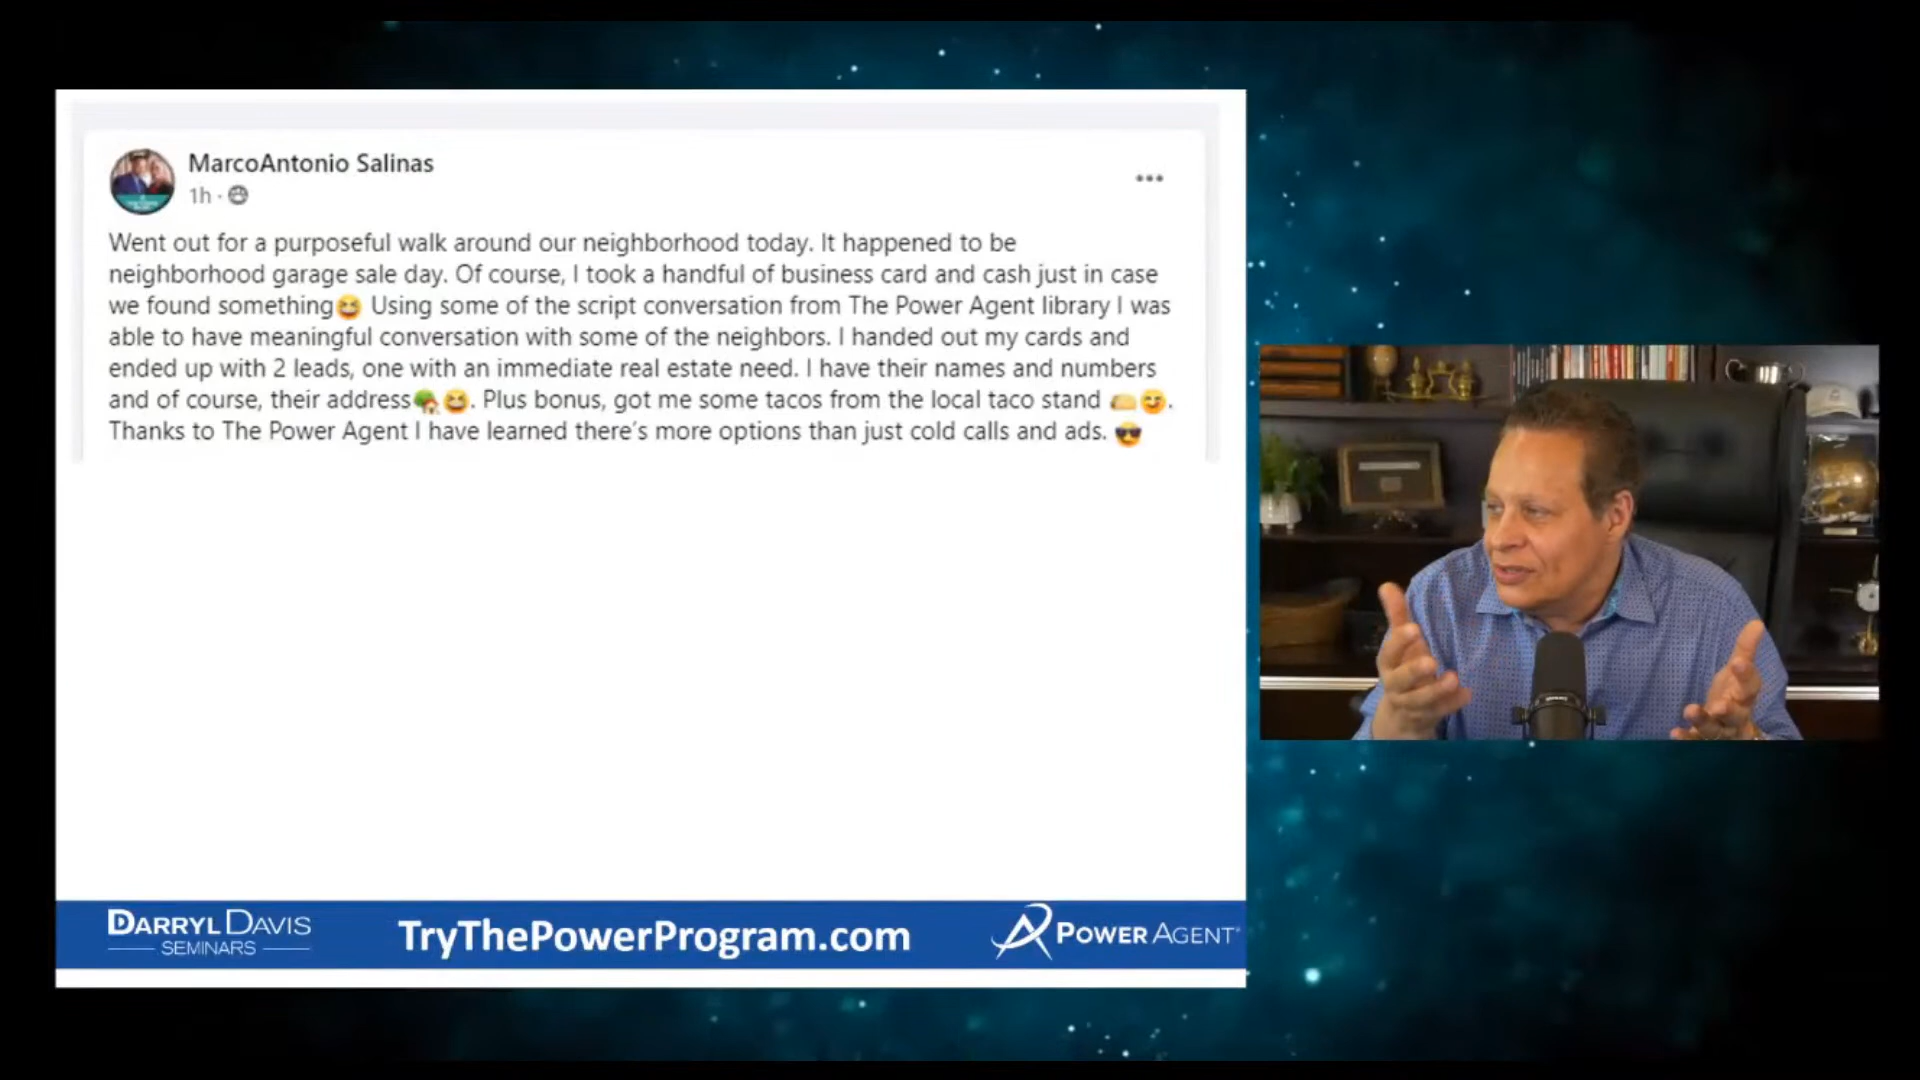 MarcoAntonio Salinas
1h ·
Went out for a purposeful walk around our neighborhood today. It happened to be
neighborhood garage sale day. Of course, I took a handful of business card and cash just in case
we found something😆 Using some of the script conversation from The Power Agent library I was
able to have meaningful conversation with some of the neighbors. I handed out my cards and
ended up with 2 leads, one with an immediate real estate need. I have their names and numbers
and of course, their address🏡😆. Plus bonus, got me some tacos from the local taco stand 🌮😋.
Thanks to The Power Agent I have learned there's more options than just cold calls and ads. 😎
DARRYL DAVIS
SEMINARS
TryThePowerProgram.com
POWER AGENT